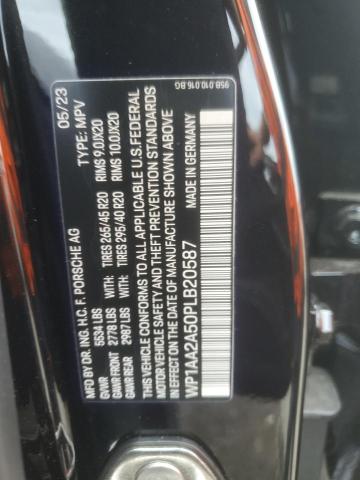 MFD BY DR. ING. H.C. F. PORSCHE AG 05/23
GVWR 5534 LBS TYPE: MPV
GAWR FRONT 2778 LBS WITH: TIRES 265/45 R20 RIMS 9.0JX20
GAWR REAR 2987 LBS WITH: TIRES 295/40 R20 RIMS 10.0JX20
THIS VEHICLE CONFORMS TO ALL APPLICABLE U.S. FEDERAL
MOTOR VEHICLE SAFETY AND THEFT PREVENTION STANDARDS
IN EFFECT ON THE DATE OF MANUFACTURE SHOWN ABOVE
WP1AA2A50PLB20587 MADE IN GERMANY
95B.010.016.BG